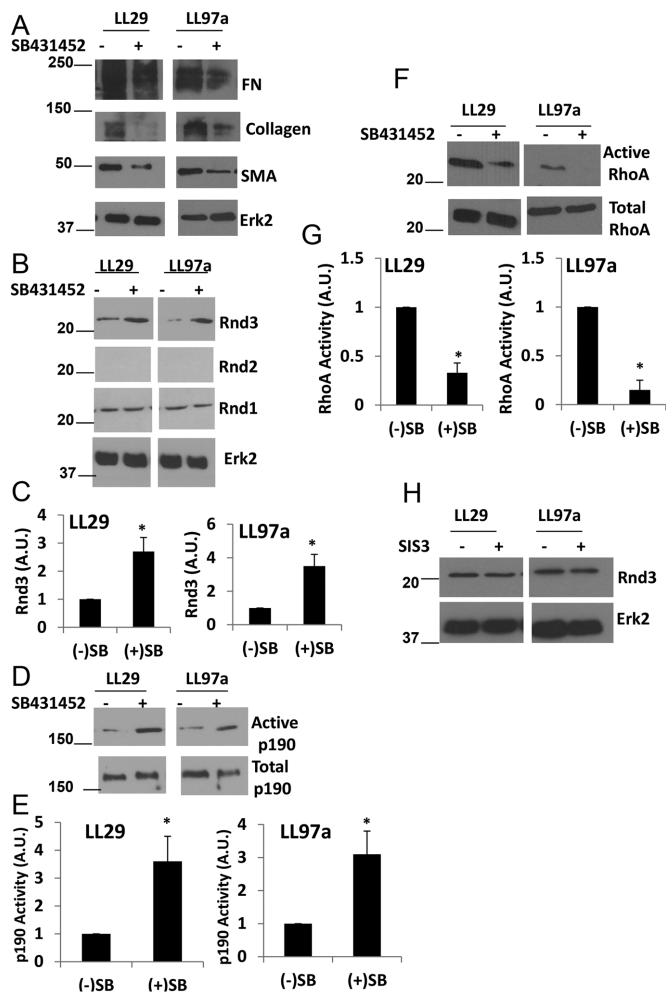 A
LL29 LL97a
SB431452 - + - +
250
FN
150
Collagen
50
SMA
37
Erk2
B
LL29 LL97a
SB431452 - + - +
20
Rnd3
Rnd2
20
Rnd1
37
Erk2
C
LL29
Rnd3 (A.U.)
4
3
2
1
0
*
(-)SB (+)SB
LL97a
Rnd3 (A.U.)
6
4
2
0
*
(-)SB (+)SB
D
LL29 LL97a
SB431452 - + - +
150
Active
p190
150
Total
p190
E
LL29
p190 Activity (A.U.)
5
4
3
2
1
0
*
(-)SB (+)SB
LL97a
p190 Activity (A.U.)
4
3
2
1
0
*
(-)SB (+)SB
F
LL29 LL97a
SB431452 - + - +
20
Active
RhoA
20
Total
RhoA
G
LL29
RhoA Activity (A.U.)
1.5
1
0.5
0
*
(-)SB (+)SB
LL97a
RhoA Activity (A.U.)
1.5
1
0.5
0
*
(-)SB (+)SB
H
LL29 LL97a
SIS3 - + - +
20
Rnd3
37
Erk2